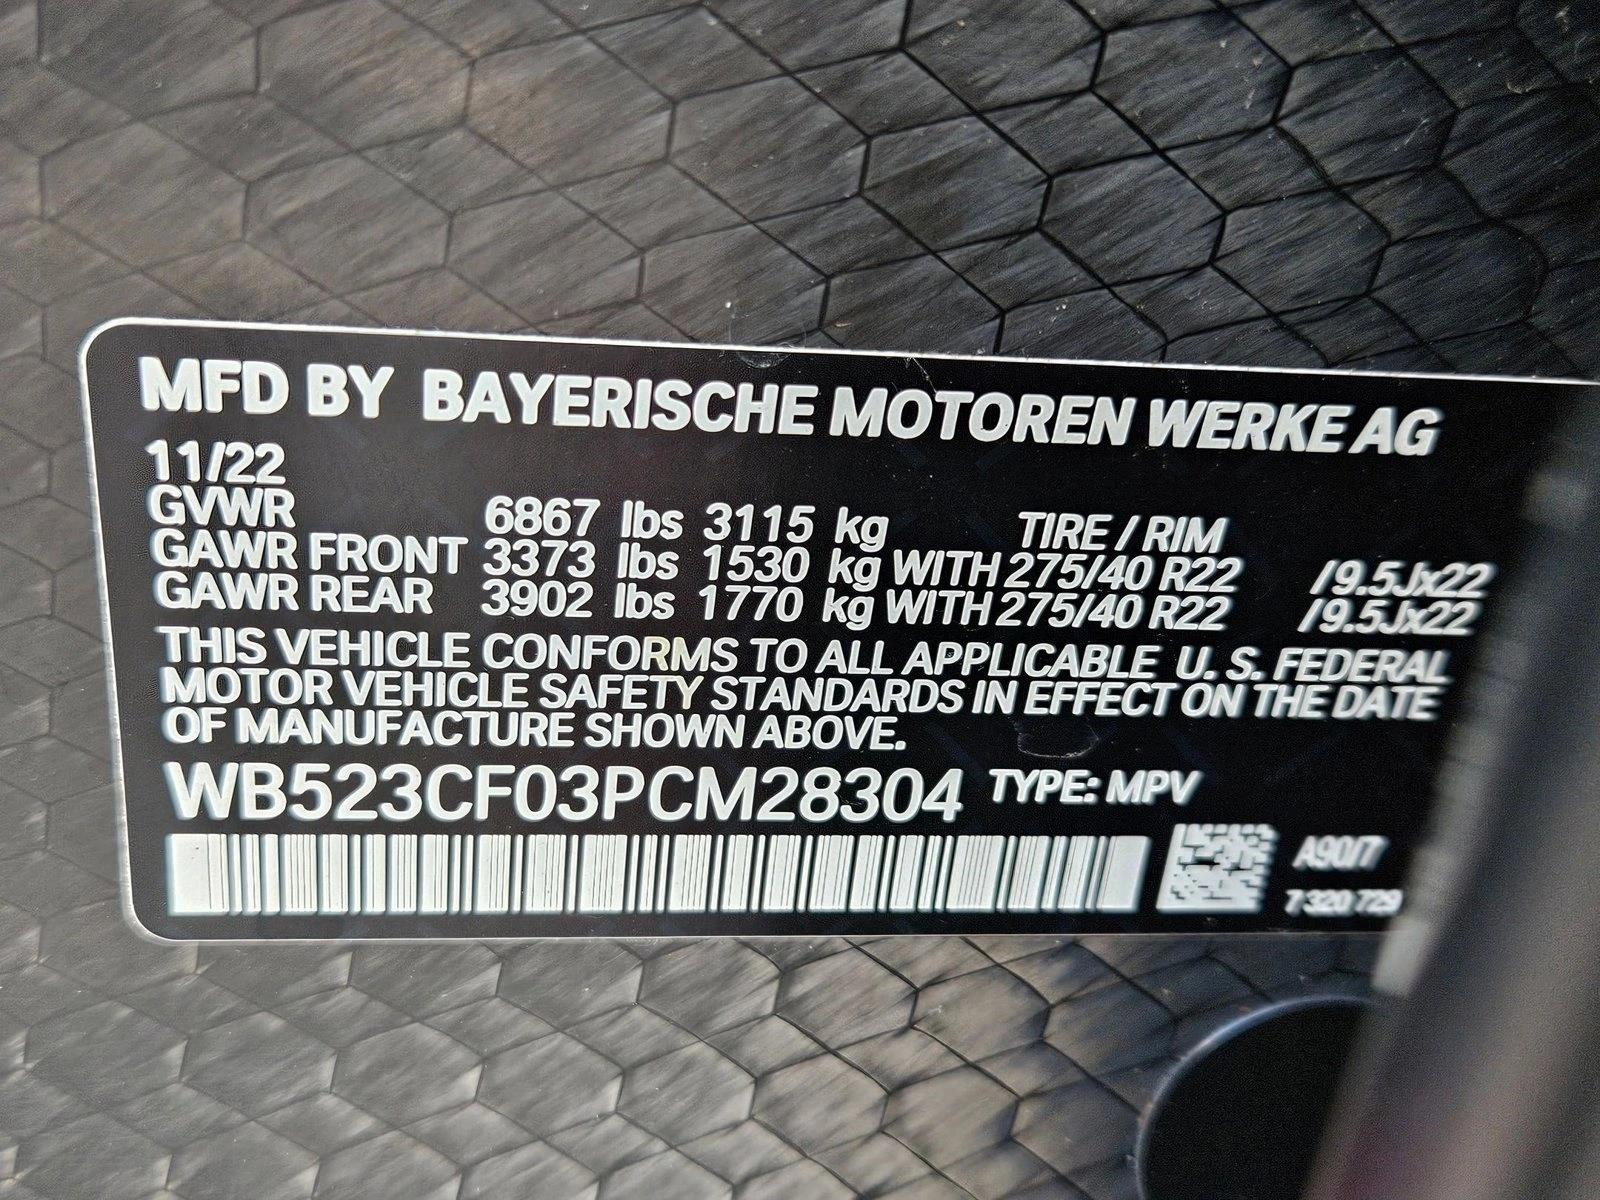 MFD BY BAYERISCHE MOTOREN WERKE AG
11/22
GVWR 6867 lbs 3115 kg TIRE / RIM
GAWR FRONT 3373 lbs 1530 kg WITH 275/40 R22 /9.5Jx22
GAWR REAR 3902 lbs 1770 kg WITH 275/40 R22 /9.5Jx22
THIS VEHICLE CONFORMS TO ALL APPLICABLE U. S. FEDERAL
MOTOR VEHICLE SAFETY STANDARDS IN EFFECT ON THE DATE
OF MANUFACTURE SHOWN ABOVE.
WB523CF03PCM28304 TYPE: MPV
A90/7
7 320 729